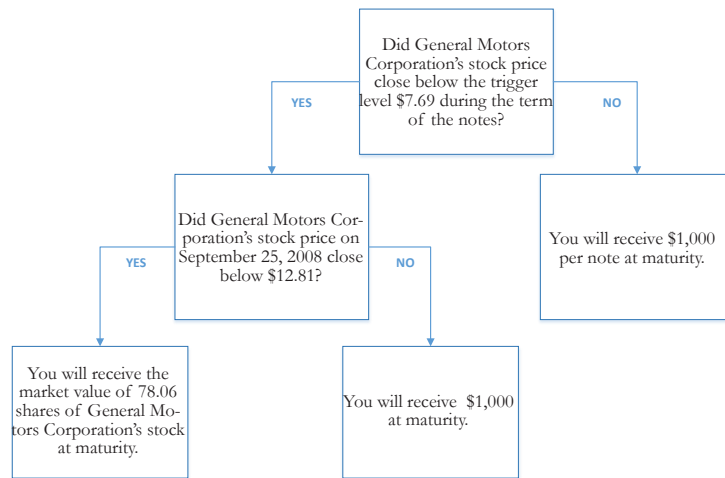 Did General Motors
Corporation's stock price
close below the trigger
level $7.69 during the term
of the notes?
YES
NO
Did General Motors Cor-
poration's stock price on
September 25, 2008 close
below $12.81?
You will receive $1,000
per note at maturity.
YES
NO
You will receive the
market value of 78.06
shares of General Mo-
tors Corporation's stock
at maturity.
You will receive $1,000
at maturity.